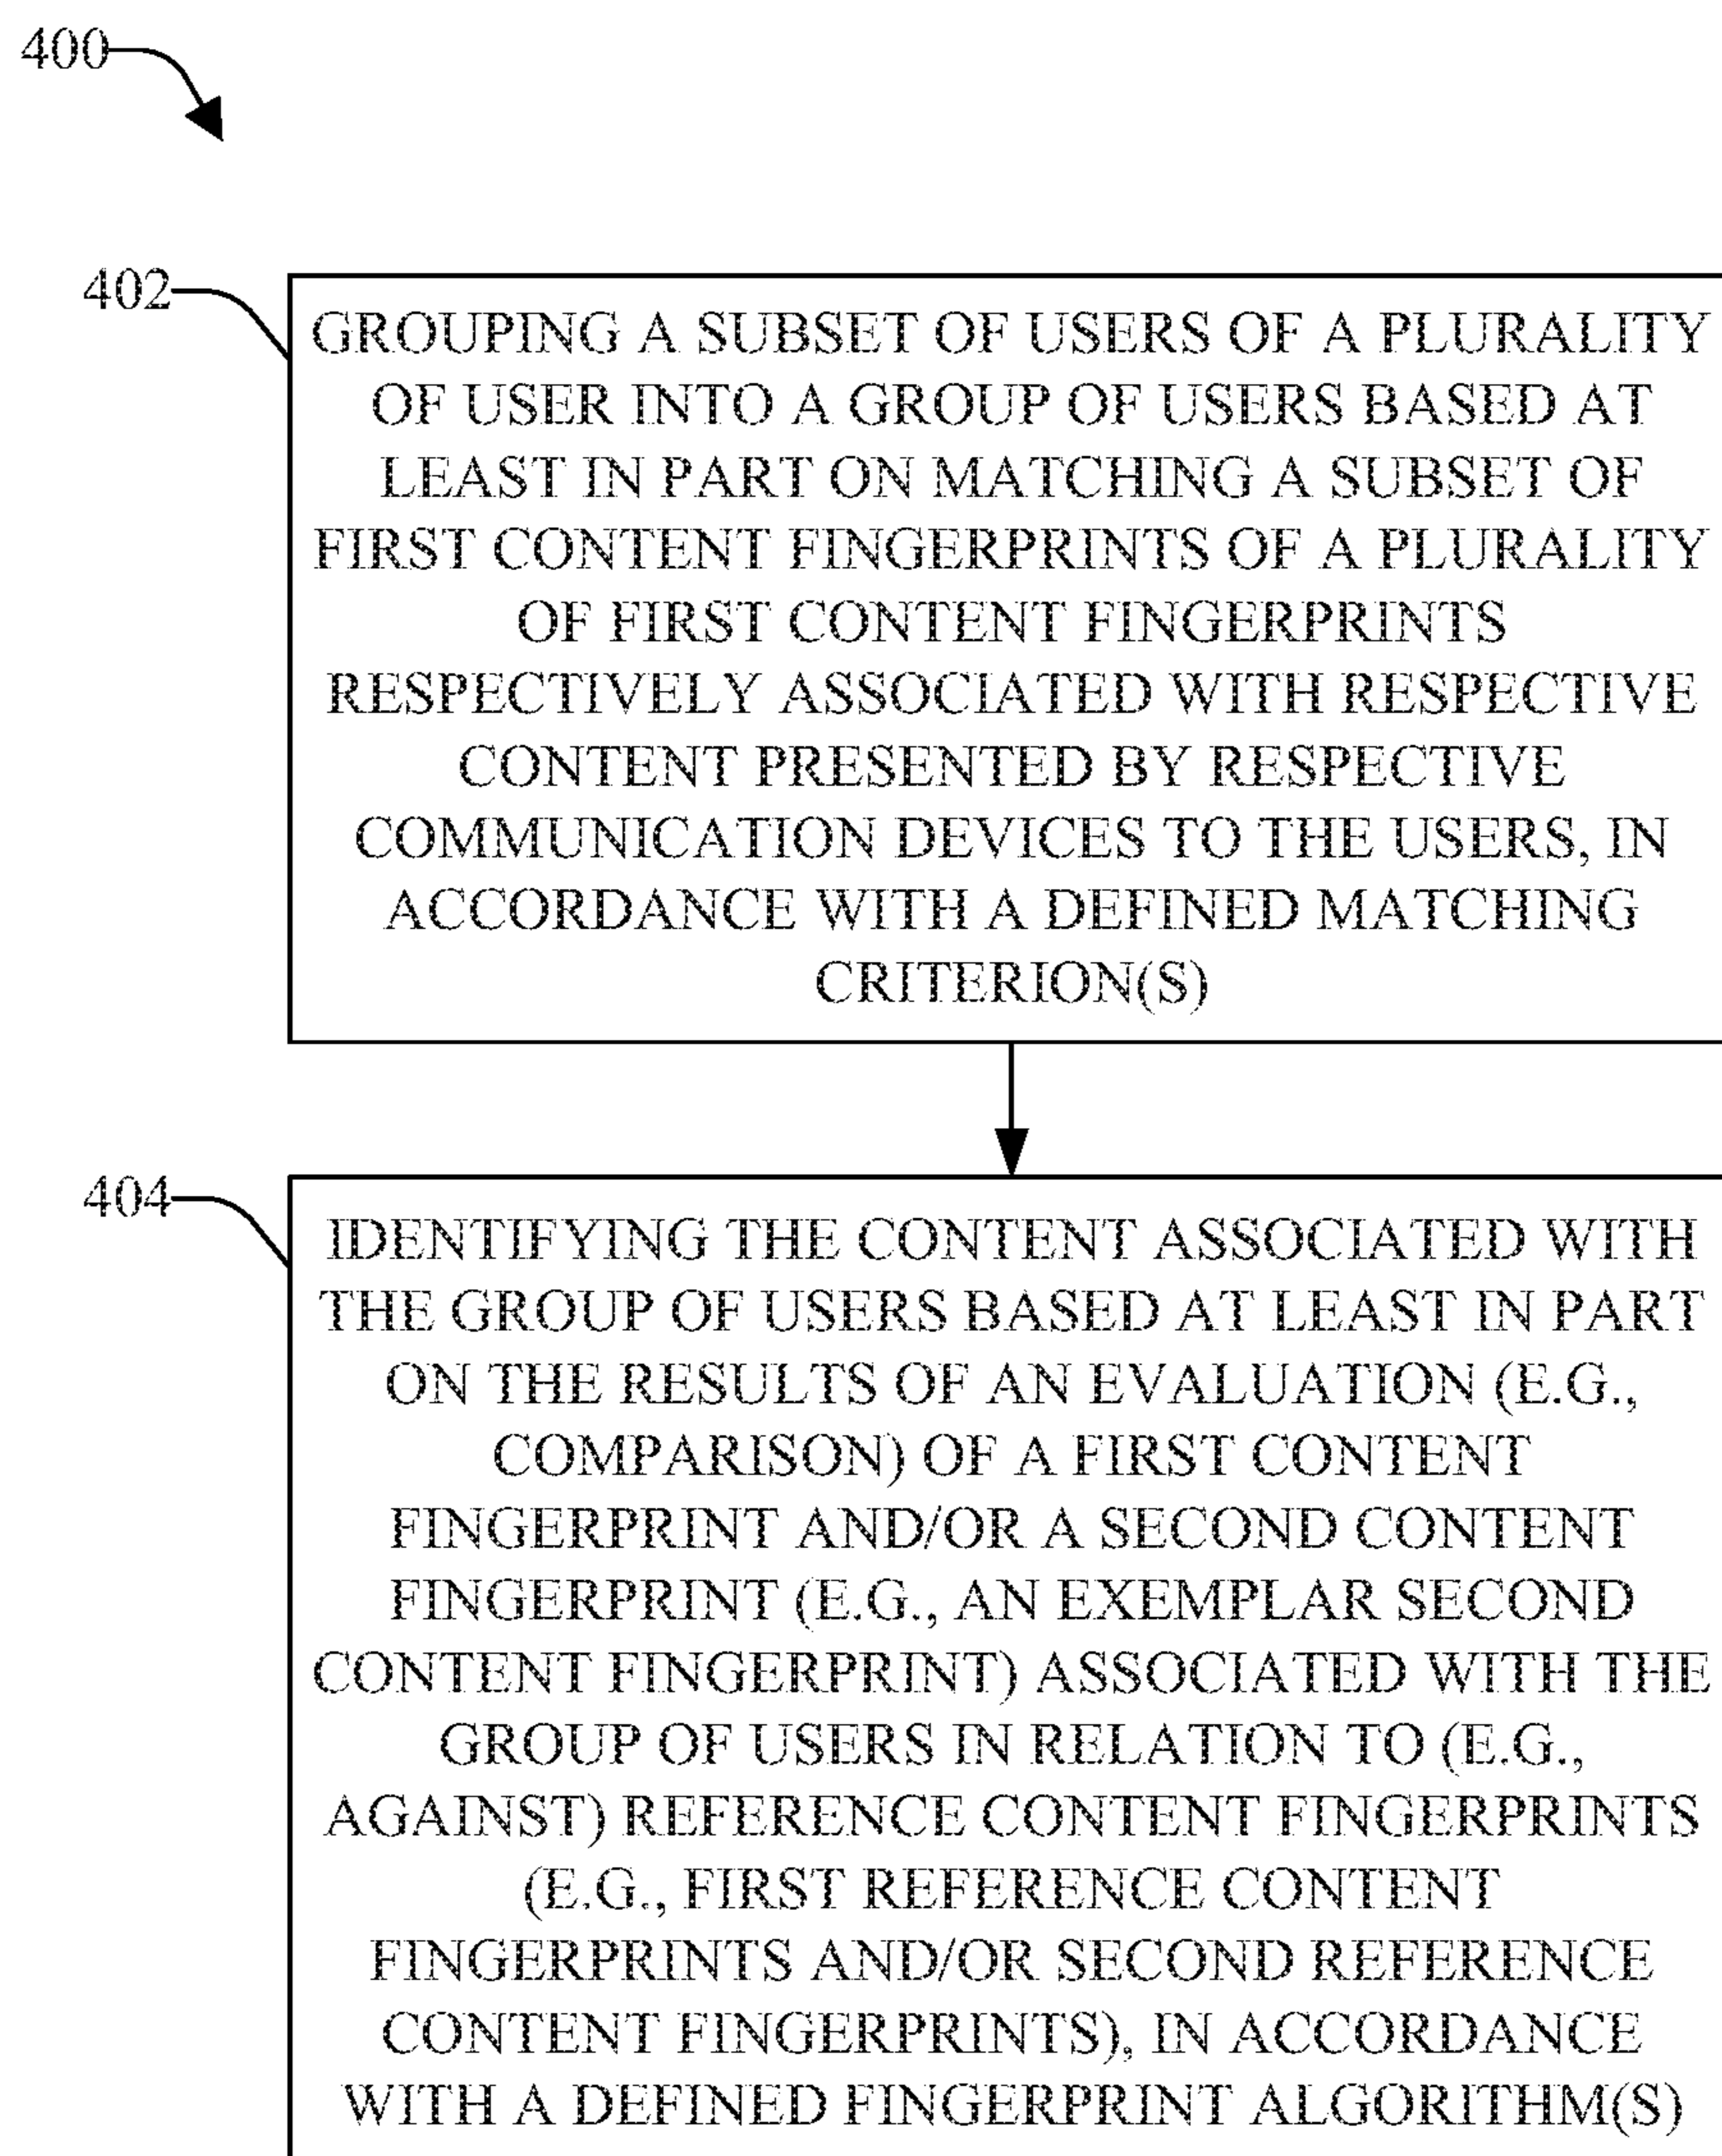 400
402
GROUPING A SUBSET OF USERS OF A PLURALITY
OF USER INTO A GROUP OF USERS BASED AT
LEAST IN PART ON MATCHING A SUBSET OF
FIRST CONTENT FINGERPRINTS OF A PLURALITY
OF FIRST CONTENT FINGERPRINTS
RESPECTIVELY ASSOCIATED WITH RESPECTIVE
CONTENT PRESENTED BY RESPECTIVE
COMMUNICATION DEVICES TO THE USERS, IN
ACCORDANCE WITH A DEFINED MATCHING
CRITERION(S)
404
IDENTIFYING THE CONTENT ASSOCIATED WITH
THE GROUP OF USERS BASED AT LEAST IN PART
ON THE RESULTS OF AN EVALUATION (E.G.,
COMPARISON) OF A FIRST CONTENT
FINGERPRINT AND/OR A SECOND CONTENT
FINGERPRINT (E.G., AN EXEMPLAR SECOND
CONTENT FINGERPRINT) ASSOCIATED WITH THE
GROUP OF USERS IN RELATION TO (E.G.,
AGAINST) REFERENCE CONTENT FINGERPRINTS
(E.G., FIRST REFERENCE CONTENT
FINGERPRINTS AND/OR SECOND REFERENCE
CONTENT FINGERPRINTS), IN ACCORDANCE
WITH A DEFINED FINGERPRINT ALGORITHM(S)